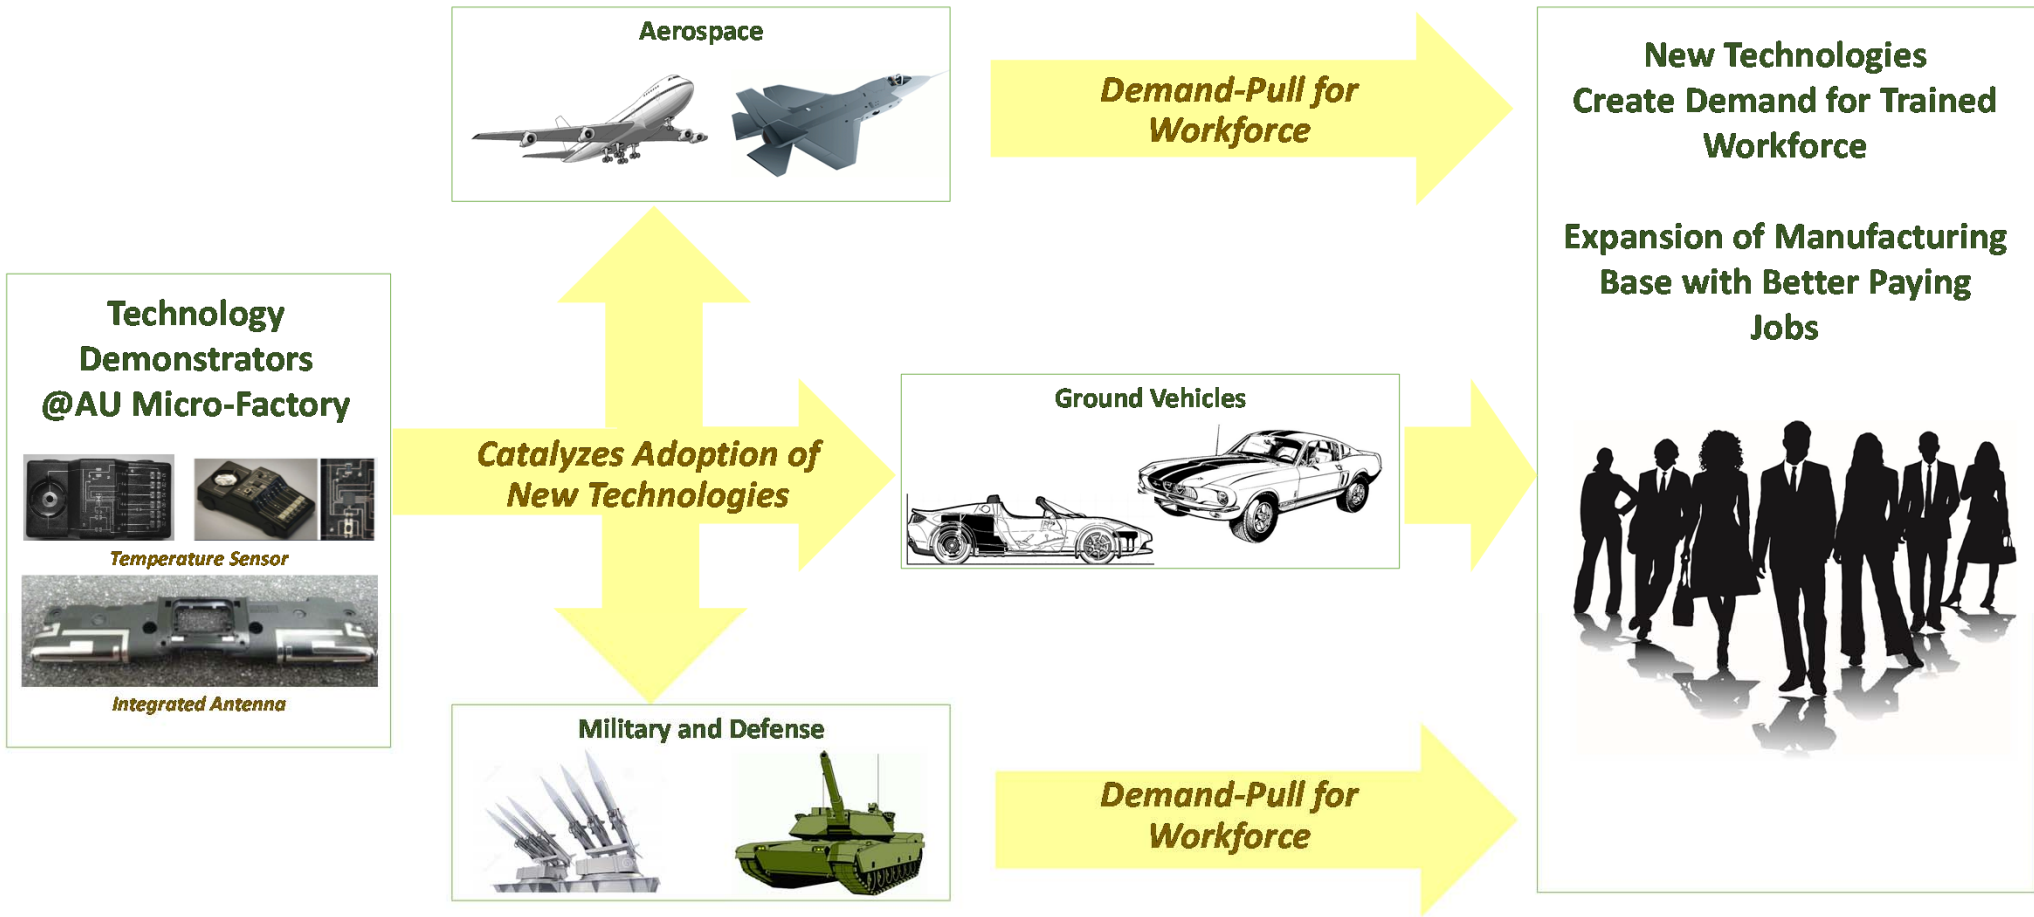 Technology
Demonstrators
@AU Micro-Factory
Temperature Sensor
Integrated Antenna
Catalyzes Adoption of
New Technologies
Aerospace
Demand-Pull for
Workforce
Ground Vehicles
Military and Defense
Demand-Pull for
Workforce
New Technologies
Create Demand for Trained
Workforce
Expansion of Manufacturing
Base with Better Paying
Jobs